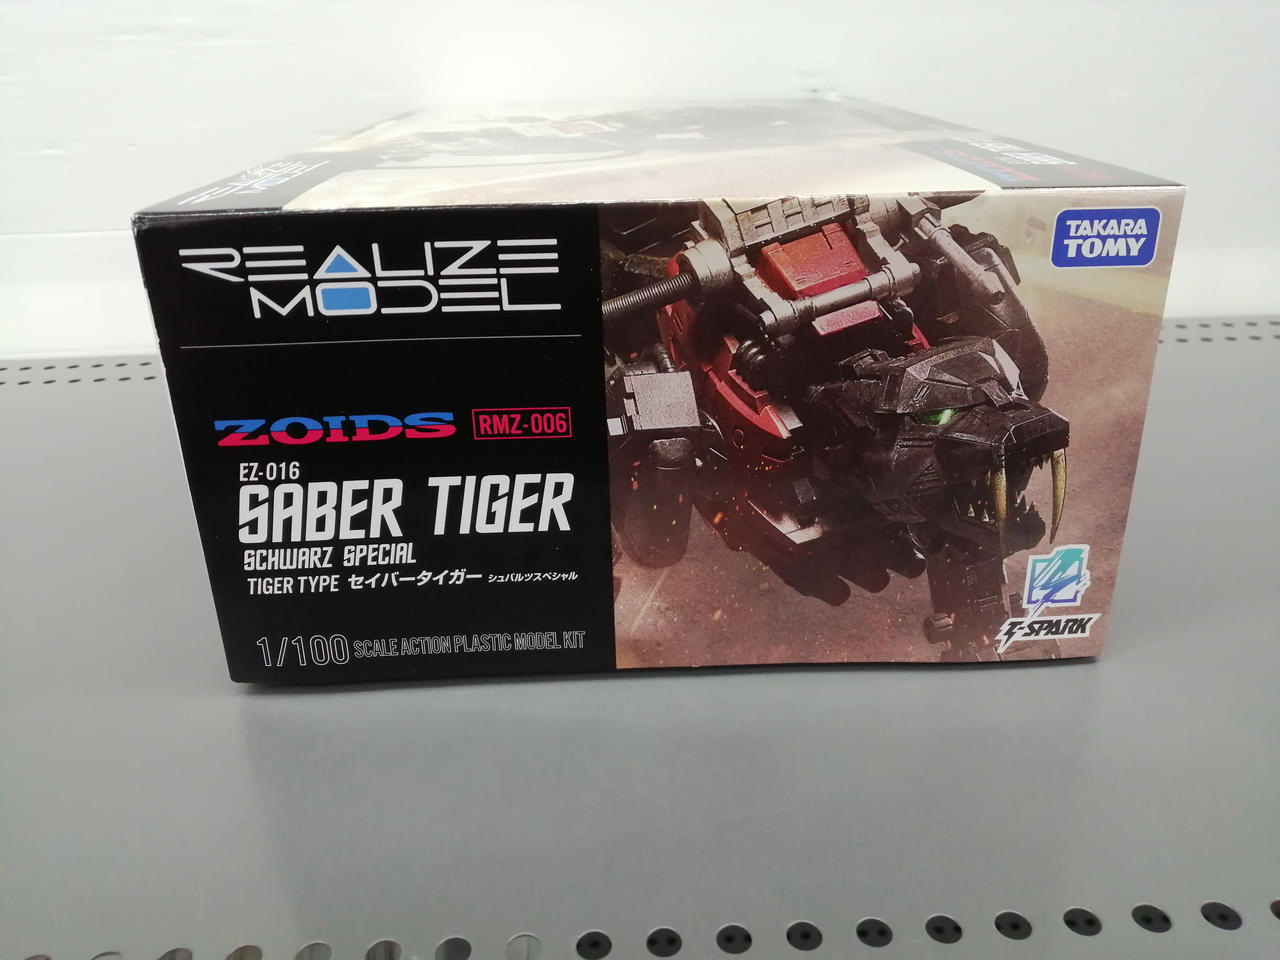 REALIZE
MODEL
ZOIDS RMZ-006
EZ-016
SABER TIGER
SCHWARZ SPECIAL
TIGER TYPE セイバータイガー シュバルツスペシャル
1/100 SCALE ACTION PLASTIC MODEL KIT
TAKARA
TOMY
T-SPARK